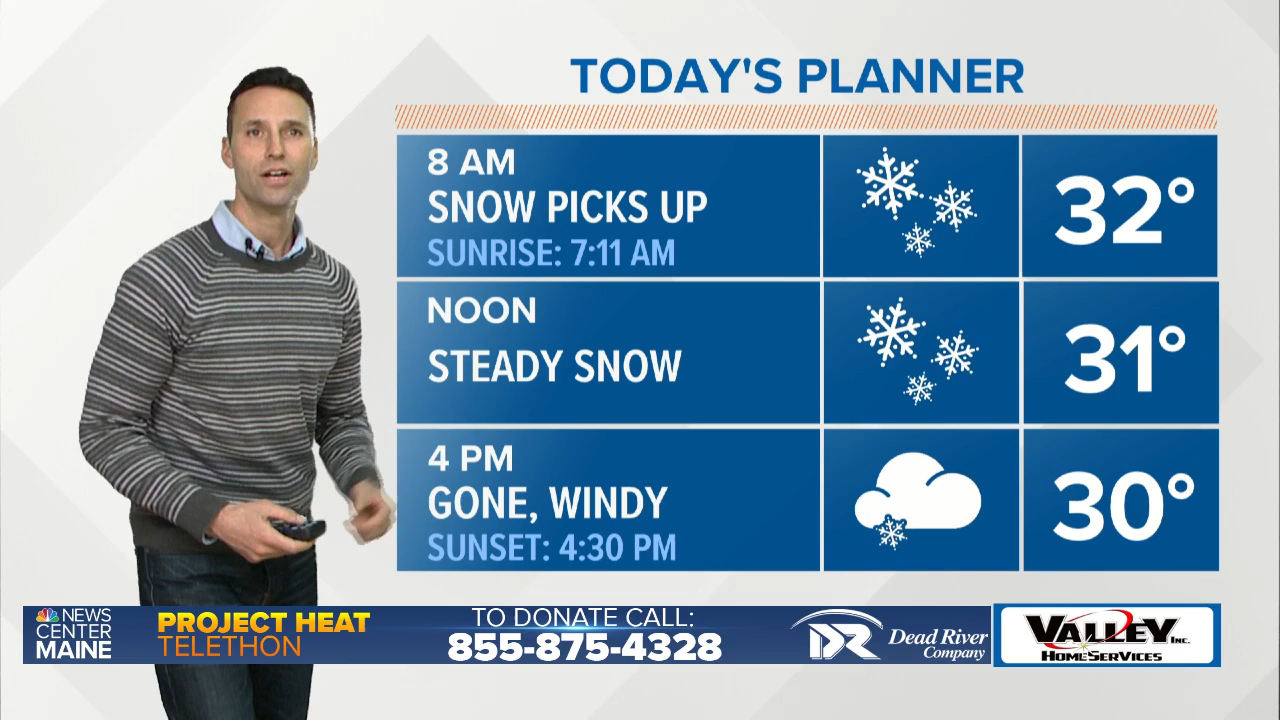 TODAY'S PLANNER
8 AM
SNOW PICKS UP
SUNRISE: 7:11 AM
32°
NOON
STEADY SNOW
31°
4 PM
GONE, WINDY
SUNSET: 4:30 PM
30°
NEWS
CENTER
MAINE
PROJECT HEAT
TELETHON
TO DONATE CALL:
855-875-4328
DR
Dead River
Company
VALLEY INC.
HOMESERVICES